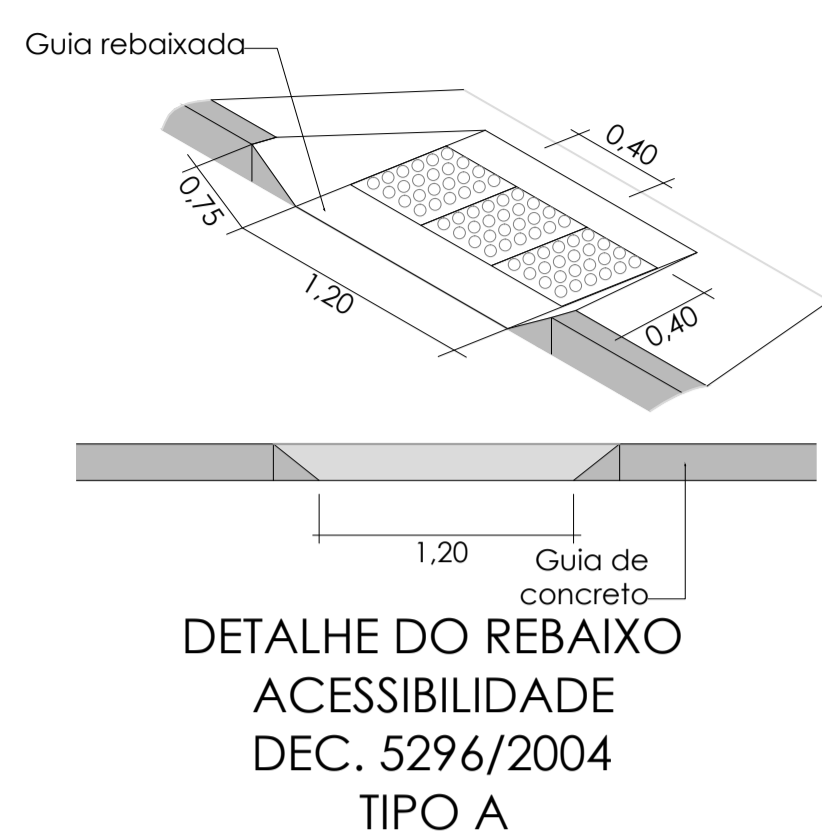 Guia rebaixada
0,40
0,75
1,20
0,40
1,20
Guia de
concreto
DETALHE DO REBAIXO
ACESSIBILIDADE
DEC. 5296/2004
TIPO A